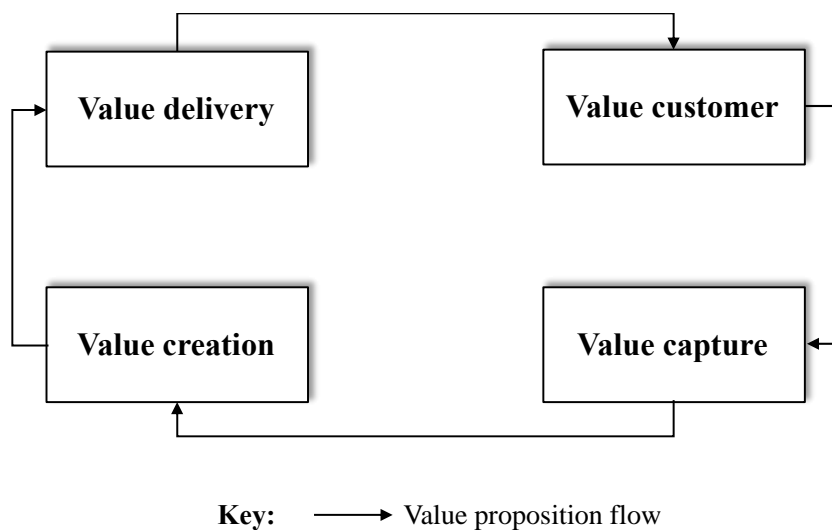 Value delivery
Value customer
Value creation
Value capture
Key: Value proposition flow